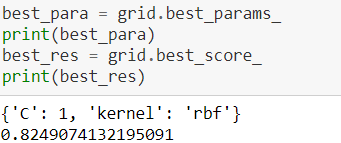 best_para = grid.best_params_
print(best_para)
best_res = grid.best_score_
print(best_res)
{'C': 1, 'kernel': 'rbf'}
0.8249074132195091